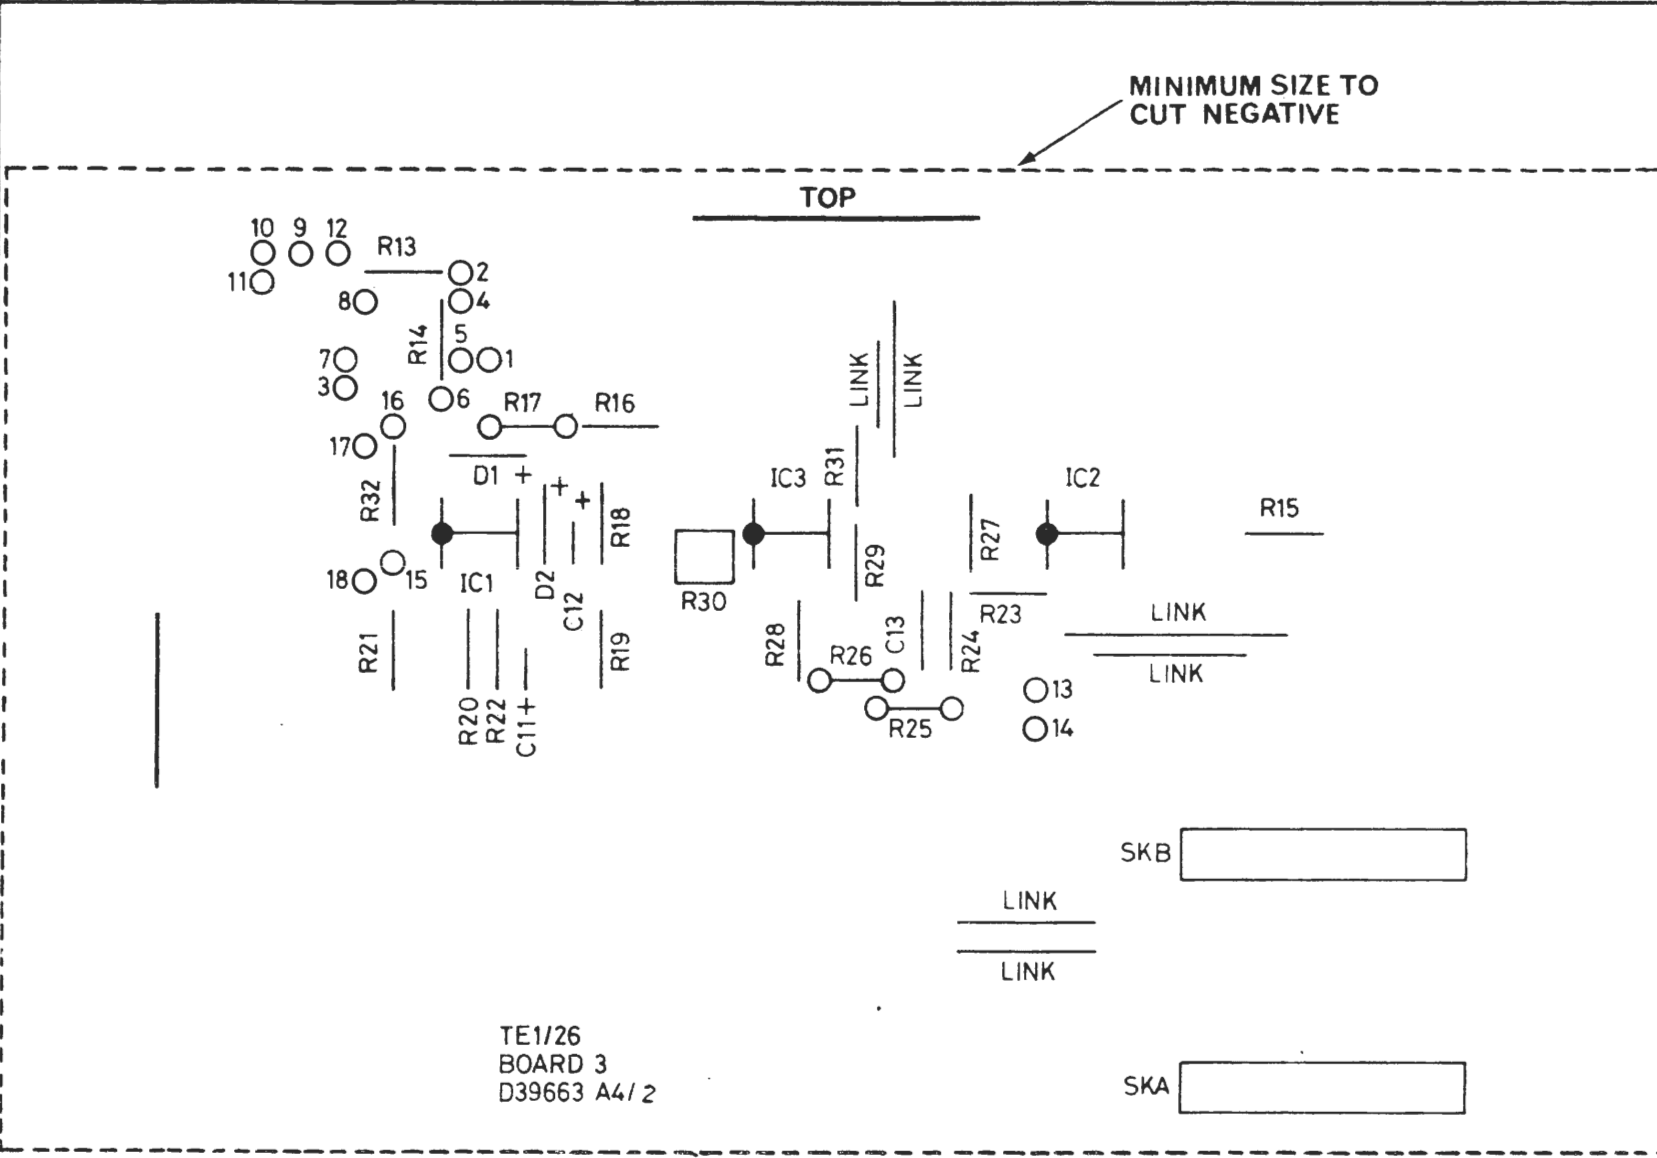 MINIMUM SIZE TO
CUT NEGATIVE
TOP
10 9 12
R13
11
2
8
4
R14
5
1
7
3
6
16
R17
R16
17
LINK
LINK
D1 +
+
+
R32
R18
IC3
R31
IC2
R15
R27
18
15
IC1
D2
C12
R30
R29
R23
LINK
LINK
R21
R19
R28
R26
C13
R24
13
14
R20
R22
C11+
R25
SKB
LINK
LINK
TE1/26
BOARD 3
D39663 A4/2
SKA